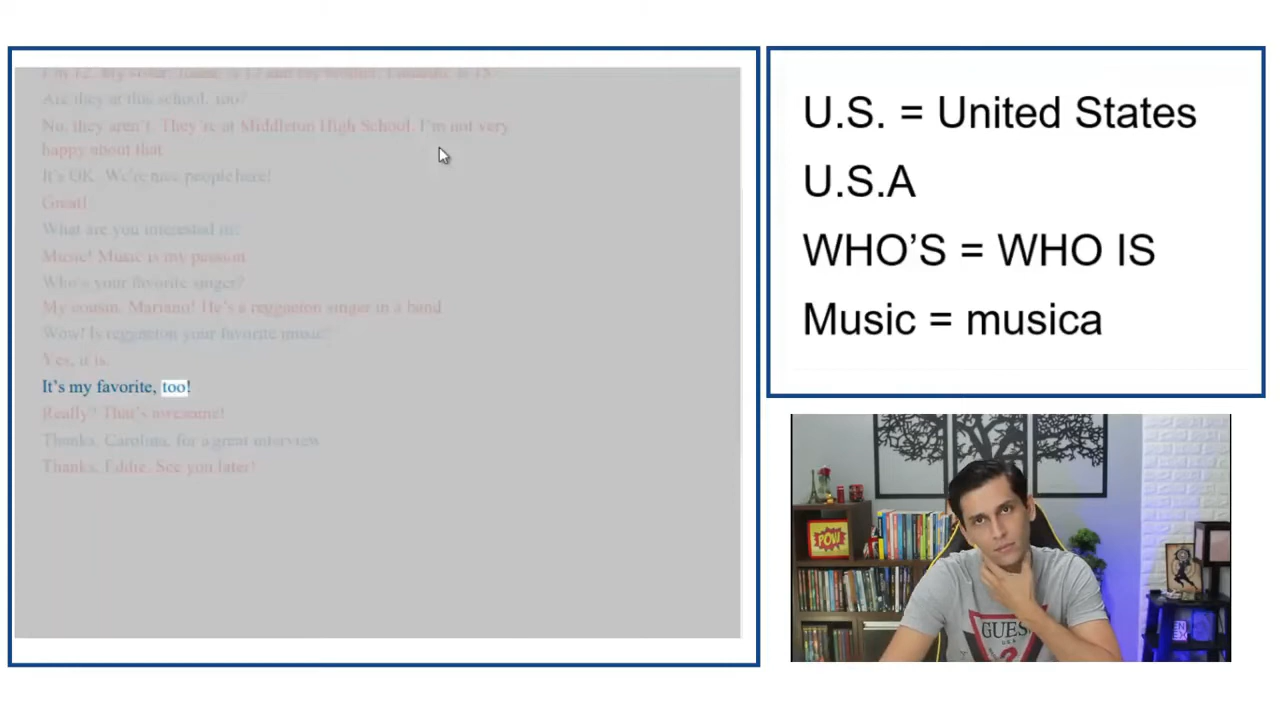 I'm 12. My sister,
Are they at this school, too?
No, they aren't. They're at Middleton High School. I'm not very
happy about that.
It's OK. We're nice people here!
Great!
What are you interested in?
Music! Music is my passion.
Who's your favorite singer?
My cousin, Mariano! He's a reggaeton singer in a band.
Wow! Is reggaeton your favorite music?
Yes, it is.
It's my favorite, too!
Really? That's awesome!
Thanks, Carolina, for a great interview.
Thanks, Eddie. See you later!
U.S. = United States
U.S.A
WHO'S = WHO IS
Music = musica
POW
GUESS